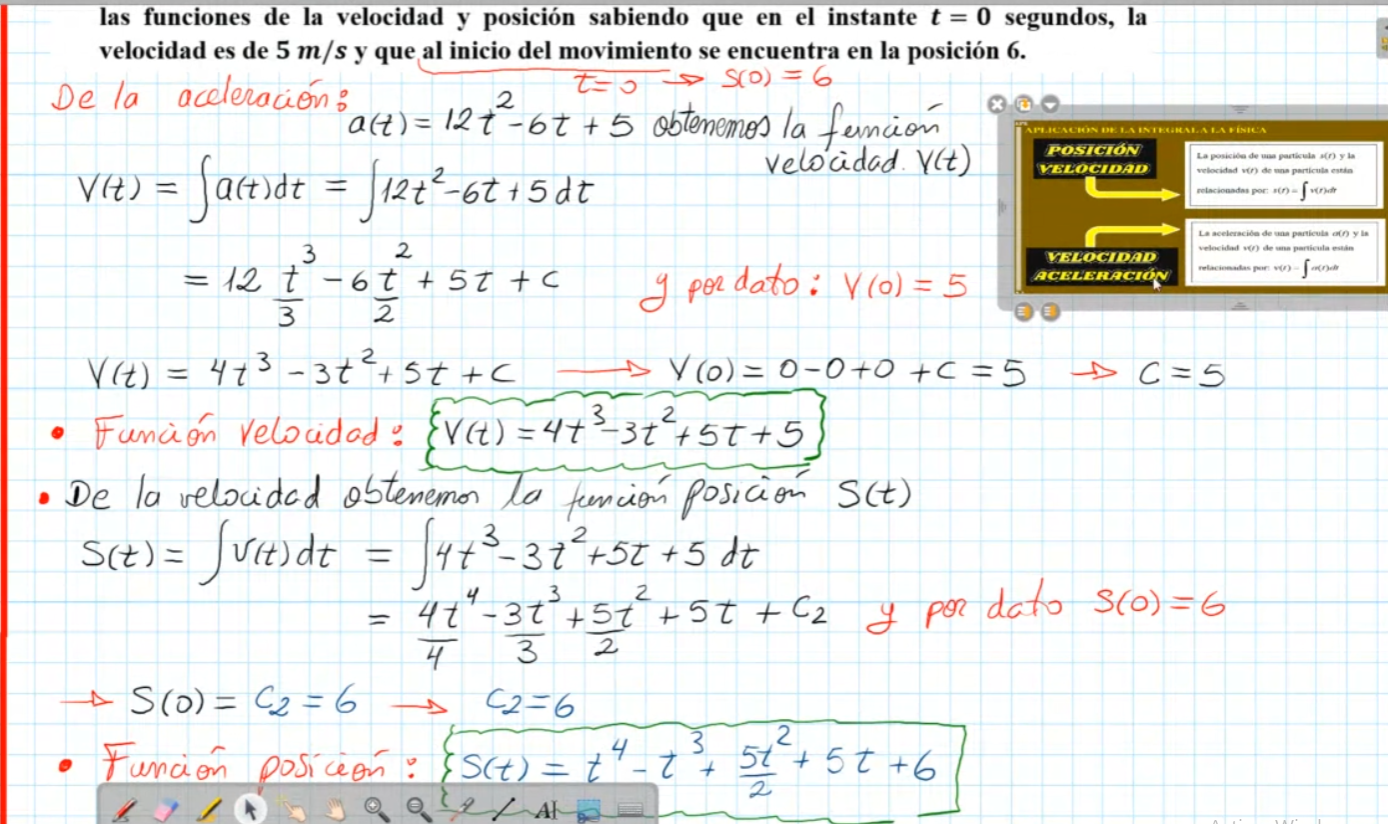 las funciones de la velocidad y posición sabiendo que en el instante t = 0 segundos, la
velocidad es de 5 m/s y que al inicio del movimiento se encuentra en la posición 6.
t=0 → S(0) = 6
De la aceleración:
a(t) = 12t² - 6t + 5 obtenemos la función
velocidad. V(t)
V(t) = ∫a(t)dt = ∫12t² - 6t + 5 dt
= 12 t³/3 - 6 t²/2 + 5t + C
y por dato: V(0) = 5
V(t) = 4t³ - 3t² + 5t + C → V(0) = 0 - 0 + 0 + C = 5 → C = 5
• Función velocidad: V(t) = 4t³ - 3t² + 5t + 5
• De la velocidad obtenemos la función posición S(t)
S(t) = ∫V(t)dt = ∫4t³ - 3t² + 5t + 5 dt
= 4t⁴/4 - 3t³/3 + 5t²/2 + 5t + C₂ y por dato S(0) = 6
→ S(0) = C₂ = 6 → C₂ = 6
• Función posición: S(t) = t⁴ - t³ + 5t²/2 + 5t + 6
APLICACIÓN DE LA INTEGRAL A LA FÍSICA
POSICIÓN
VELOCIDAD
La posición de una partícula s(t) y la
velocidad v(t) de una partícula están
relacionadas por: s(t) = ∫v(t)dt
VELOCIDAD
ACELERACIÓN
La aceleración de una partícula a(t) y la
velocidad v(t) de una partícula están
relacionadas por: v(t) = ∫a(t)dt
AI